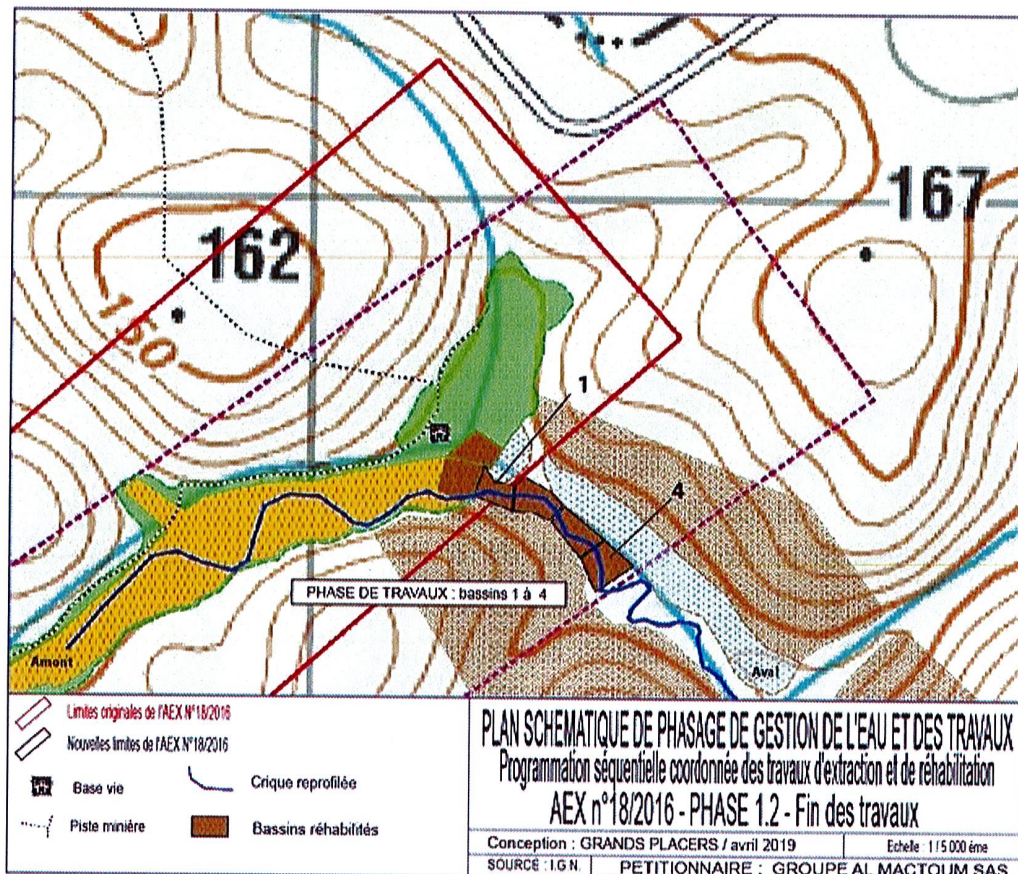 167
162
150
1
4
PHASE DE TRAVAUX : bassins 1 à 4
Amont
Aval
Limites originales de l'AEX N°18/2016
Nouvelles limites de l'AEX N°18/2016
Base vie
Crique reprofilée
Piste minière
Bassins réhabilités
PLAN SCHEMATIQUE DE PHASAGE DE GESTION DE L'EAU ET DES TRAVAUX
Programmation séquentielle coordonnée des travaux d'extraction et de réhabilitation
AEX n°18/2016 - PHASE 1.2 - Fin des travaux
Conception : GRANDS PLACERS / avril 2019
Echelle : 1/5 000 éme
SOURCE : I.G.N.
PETITIONNAIRE : GROUPE AL MACTOUM SAS